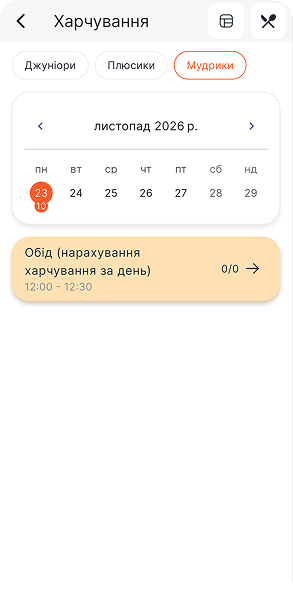 Харчування
Джуніори Плюсики Мудрики
листопад 2026 р.
пн вт ср чт пт сб нд
23 24 25 26 27 28 29
10
Обід (нарахування
харчування за день)
0/0
12:00 - 12:30